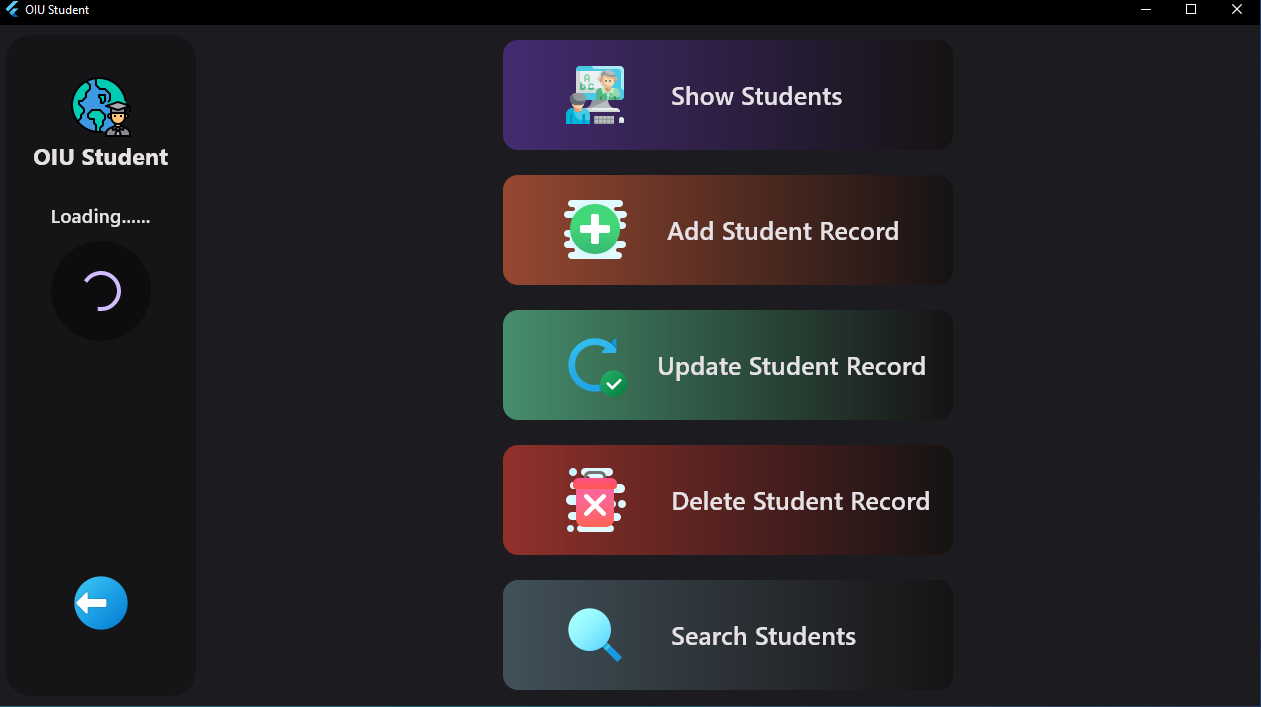 OIU Student
OIU Student
Loading......
Show Students
Add Student Record
Update Student Record
Delete Student Record
Search Students